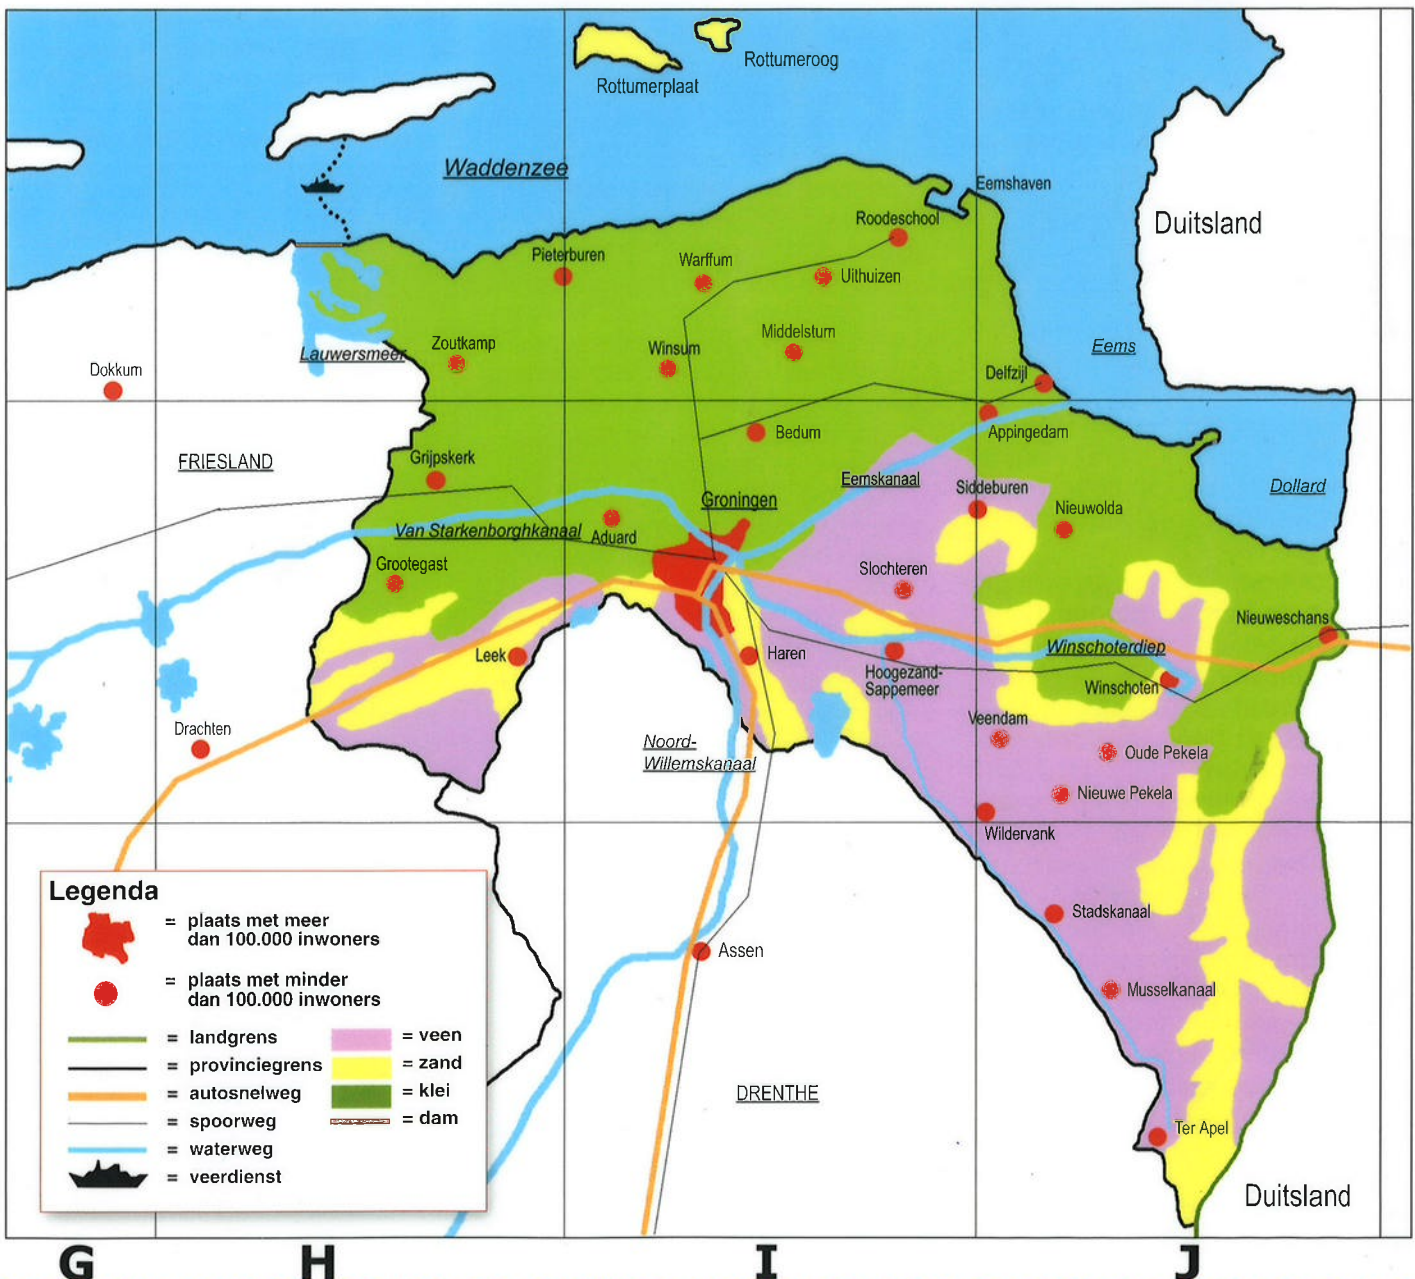 Rottumeroog
Rottumerplaat
Waddenzee
Eemshaven
Duitsland
Roodeschool
Pieterburen
Warffum
Uithuizen
Middelstum
Zoutkamp
Winsum
Lauwersmeer
Eems
Dokkum
Delfzijl
Appingedam
Bedum
FRIESLAND
Grijpskerk
Eemskanaal
Siddeburen
Dollard
Groningen
Nieuwolda
Van Starkenborghkanaal
Aduard
Grootegast
Slochteren
Nieuweschans
Leek
Haren
Winschoterdiep
Hoogezand-
Sappemeer
Winschoten
Drachten
Veendam
Noord-
Willemskanaal
Oude Pekela
Nieuwe Pekela
Wildervank
Stadskanaal
Assen
Musselkanaal
DRENTHE
Ter Apel
Duitsland
Legenda
= plaats met meer
dan 100.000 inwoners
= plaats met minder
dan 100.000 inwoners
= landgrens
= provinciegrens
= autosnelweg
= spoorweg
= waterweg
= veerdienst
= veen
= zand
= klei
= dam
G H I J